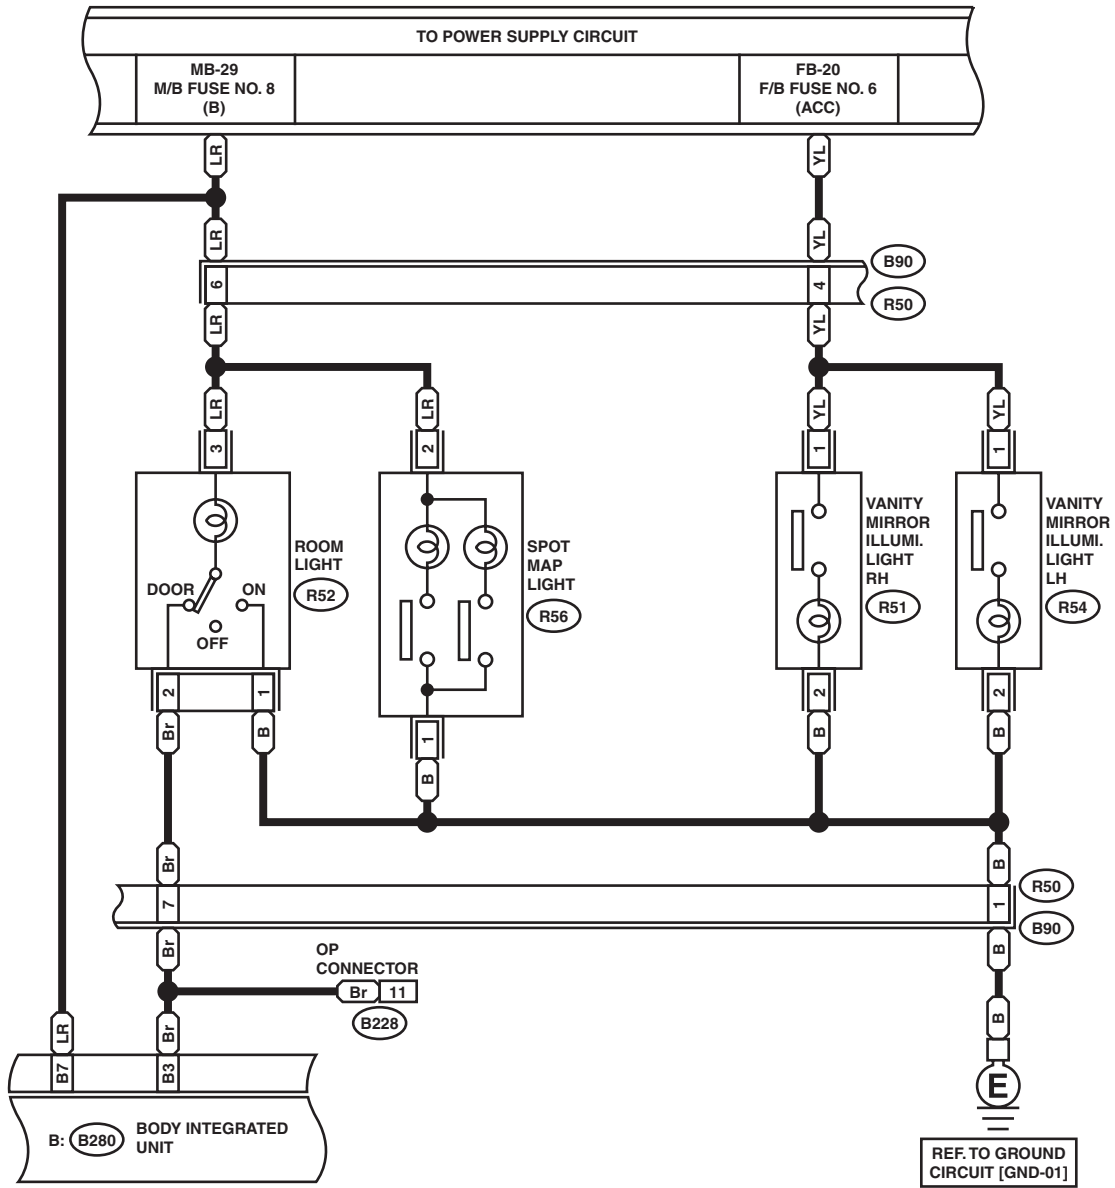 TO POWER SUPPLY CIRCUIT
MB-29
M/B FUSE NO. 8
(B)
FB-20
F/B FUSE NO. 6
(ACC)
LR
YL
LR
YL
B90
6
4
R50
LR
YL
LR
LR
YL
YL
3
2
1
1
ROOM
LIGHT
R52
DOOR
ON
OFF
SPOT
MAP
LIGHT
R56
VANITY
MIRROR
ILLUMI.
LIGHT
RH
R51
VANITY
MIRROR
ILLUMI.
LIGHT
LH
R54
2
1
2
2
Br
B
1
B
B
B
Br
B
R50
7
1
B90
Br
B
OP
CONNECTOR
Br
11
B228
LR
Br
B
B7
B3
E
B:
B280
BODY INTEGRATED
UNIT
REF. TO GROUND
CIRCUIT [GND-01]